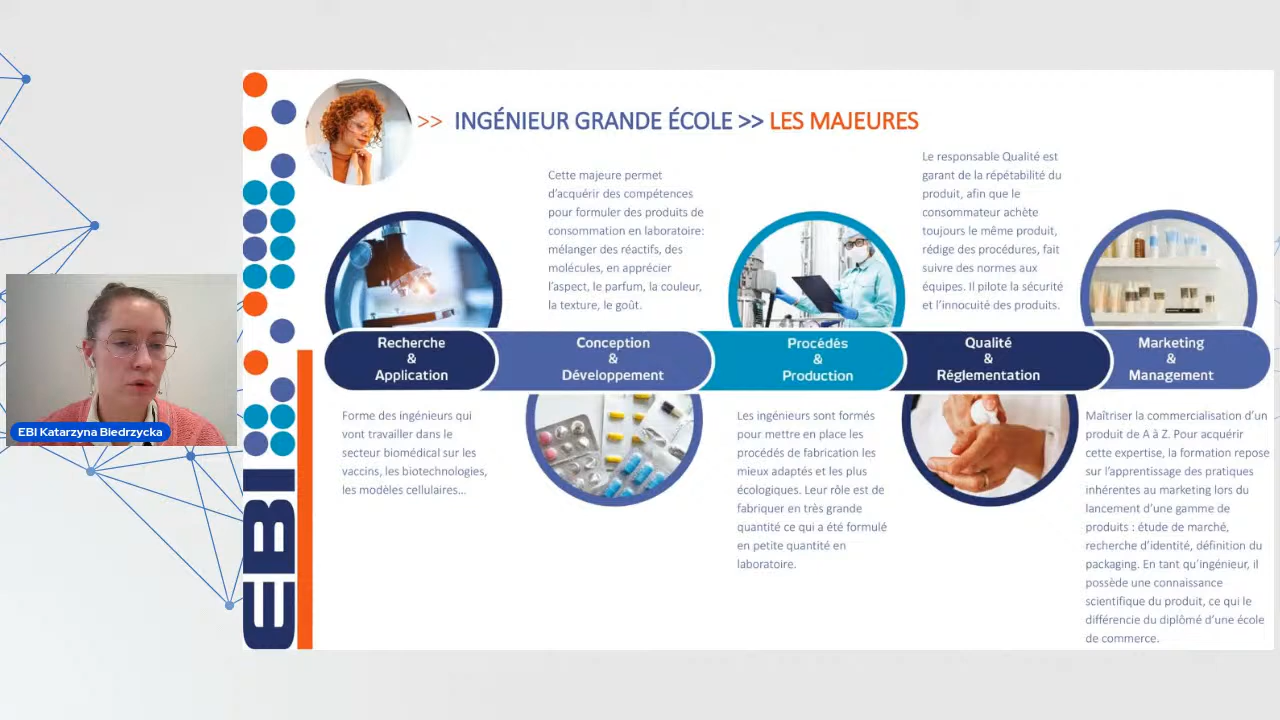 >> INGÉNIEUR GRANDE ÉCOLE >> LES MAJEURES
Cette majeure permet
d'acquérir des compétences
pour formuler des produits de
consommation en laboratoire:
mélanger des réactifs, des
molécules, en apprécier
l'aspect, le parfum, la couleur,
la texture, le goût.
Le responsable Qualité est
garant de la répétabilité du
produit, afin que le
consommateur achète
toujours le même produit,
rédige des procédures, fait
suivre des normes aux
équipes. Il pilote la sécurité
et l'innocuité des produits.
Recherche
&
Application
Conception
&
Développement
Procédés
&
Production
Qualité
&
Règlementation
Marketing
&
Management
Forme des ingénieurs qui
vont travailler dans le
secteur biomédical sur les
vaccins, les biotechnologies,
les modèles cellulaires...
Les ingénieurs sont formés
pour mettre en place les
procédés de fabrication les
mieux adaptés et les plus
écologiques. Leur rôle est de
fabriquer en très grande
quantité ce qui a été formulé
en petite quantité en
laboratoire.
Maîtriser la commercialisation d'un
produit de A à Z. Pour acquérir
cette expertise, la formation repose
sur l'apprentissage des pratiques
inhérentes au marketing lors du
lancement d'une gamme de
produits : étude de marché,
recherche d'identité, définition du
packaging. En tant qu'ingénieur, il
possède une connaissance
scientifique du produit, ce qui le
différencie du diplômé d'une école
de commerce.
EBI Katarzyna Biedrzycka
EBI